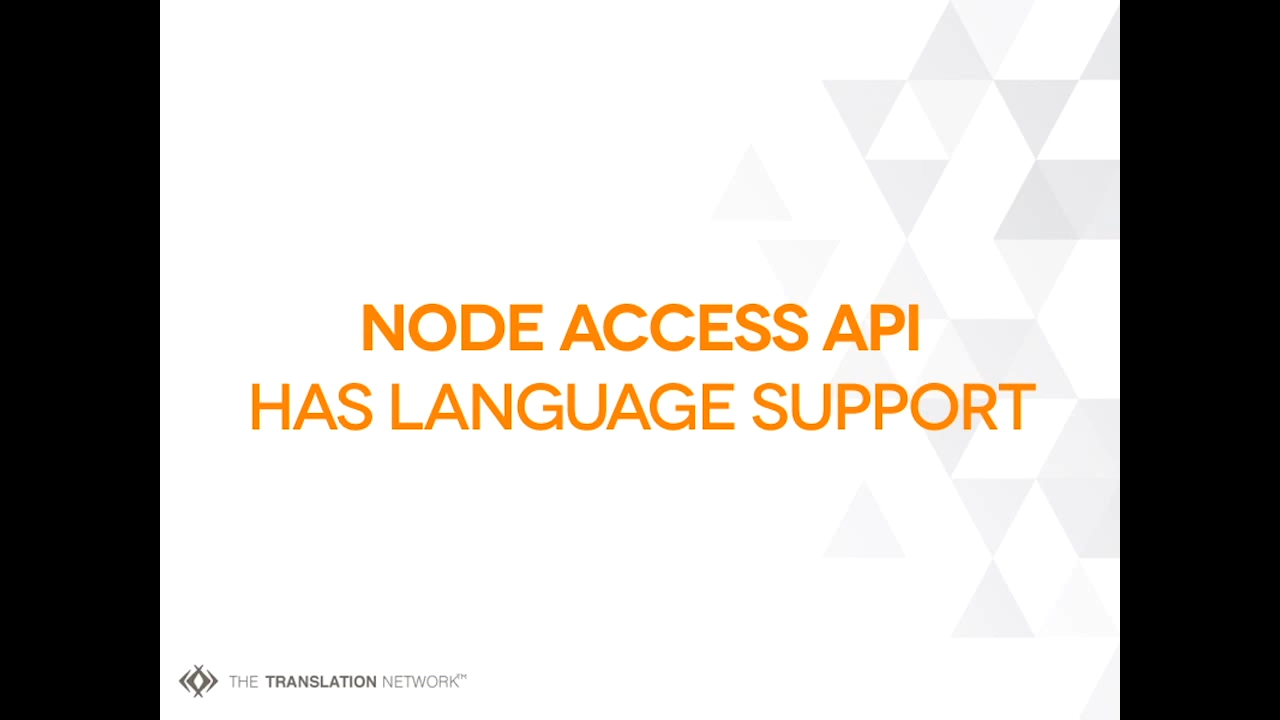 NODE ACCESS API
HAS LANGUAGE SUPPORT
THE TRANSLATION NETWORK™